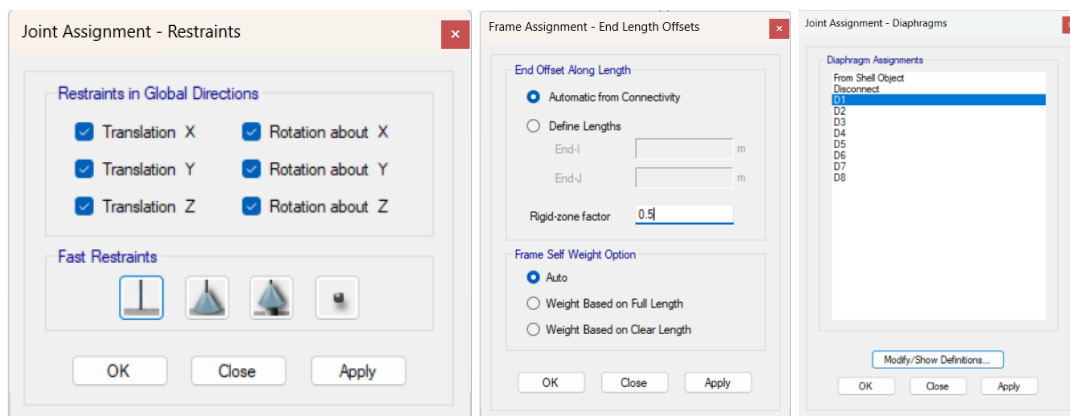 Joint Assignment - Restraints
Restraints in Global Directions
Translation X
Rotation about X
Translation Y
Rotation about Y
Translation Z
Rotation about Z
Fast Restraints
OK
Close
Apply
Frame Assignment - End Length Offsets
End Offset Along Length
Automatic from Connectivity
Define Lengths
End-I
m
End-J
m
Rigid-zone factor
0.5
Frame Self Weight Option
Auto
Weight Based on Full Length
Weight Based on Clear Length
OK
Close
Apply
Joint Assignment - Diaphragms
Diaphragm Assignments
From Shell Object
Disconnect
D1
D2
D3
D4
D5
D6
D7
D8
Modify/Show Definitions...
OK
Close
Apply